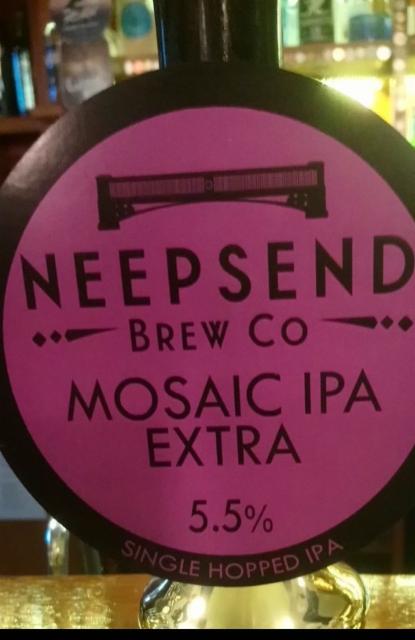 NEEPSEND
BREW CO
MOSAIC IPA
EXTRA
5.5%
SINGLE HOPPED IPA